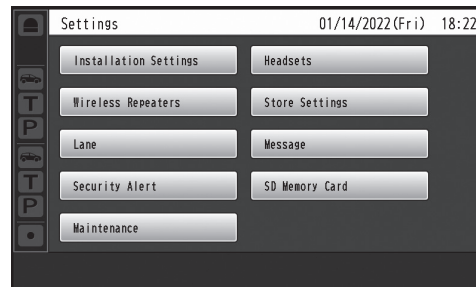 Settings 01/14/2022(Fri) 18:22
Installation Settings Headsets
Wireless Repeaters Store Settings
Lane Message
Security Alert SD Memory Card
Maintenance
T
P
T
P